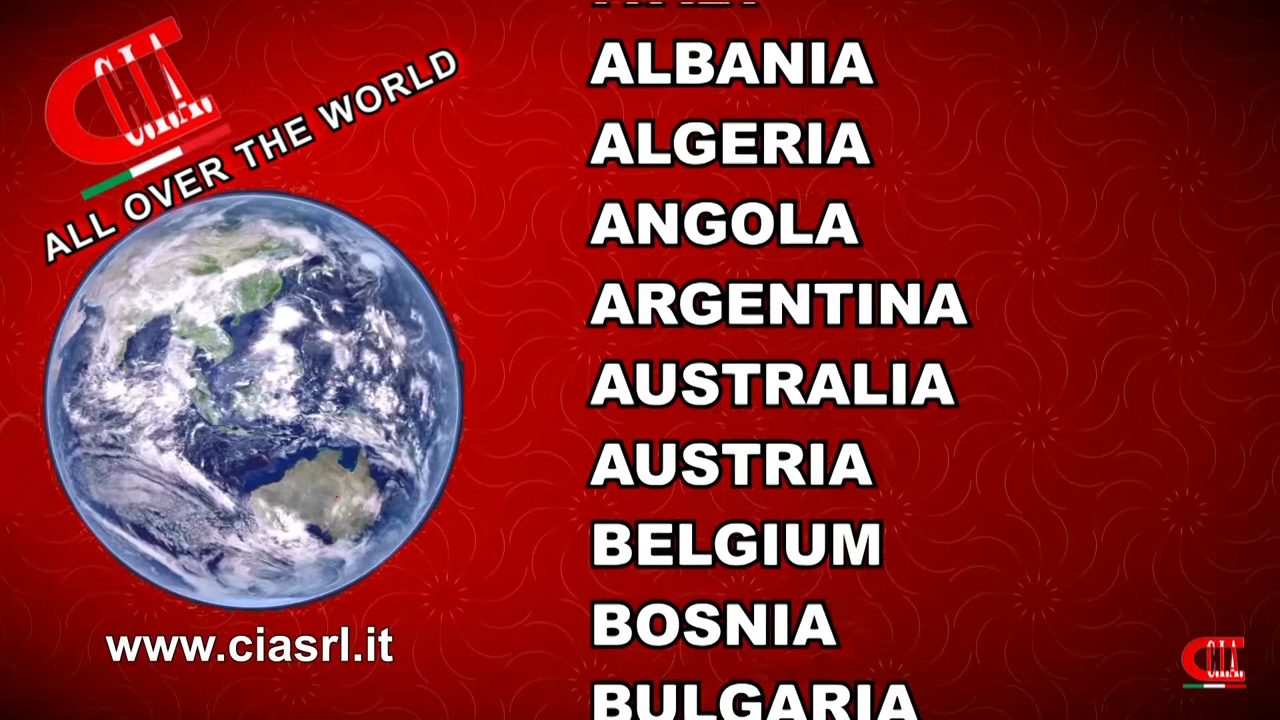 C.I.A.
ALL OVER THE WORLD
www.ciasrl.it
ALBANIA
ALGERIA
ANGOLA
ARGENTINA
AUSTRALIA
AUSTRIA
BELGIUM
BOSNIA
BULGARIA
C.I.A.